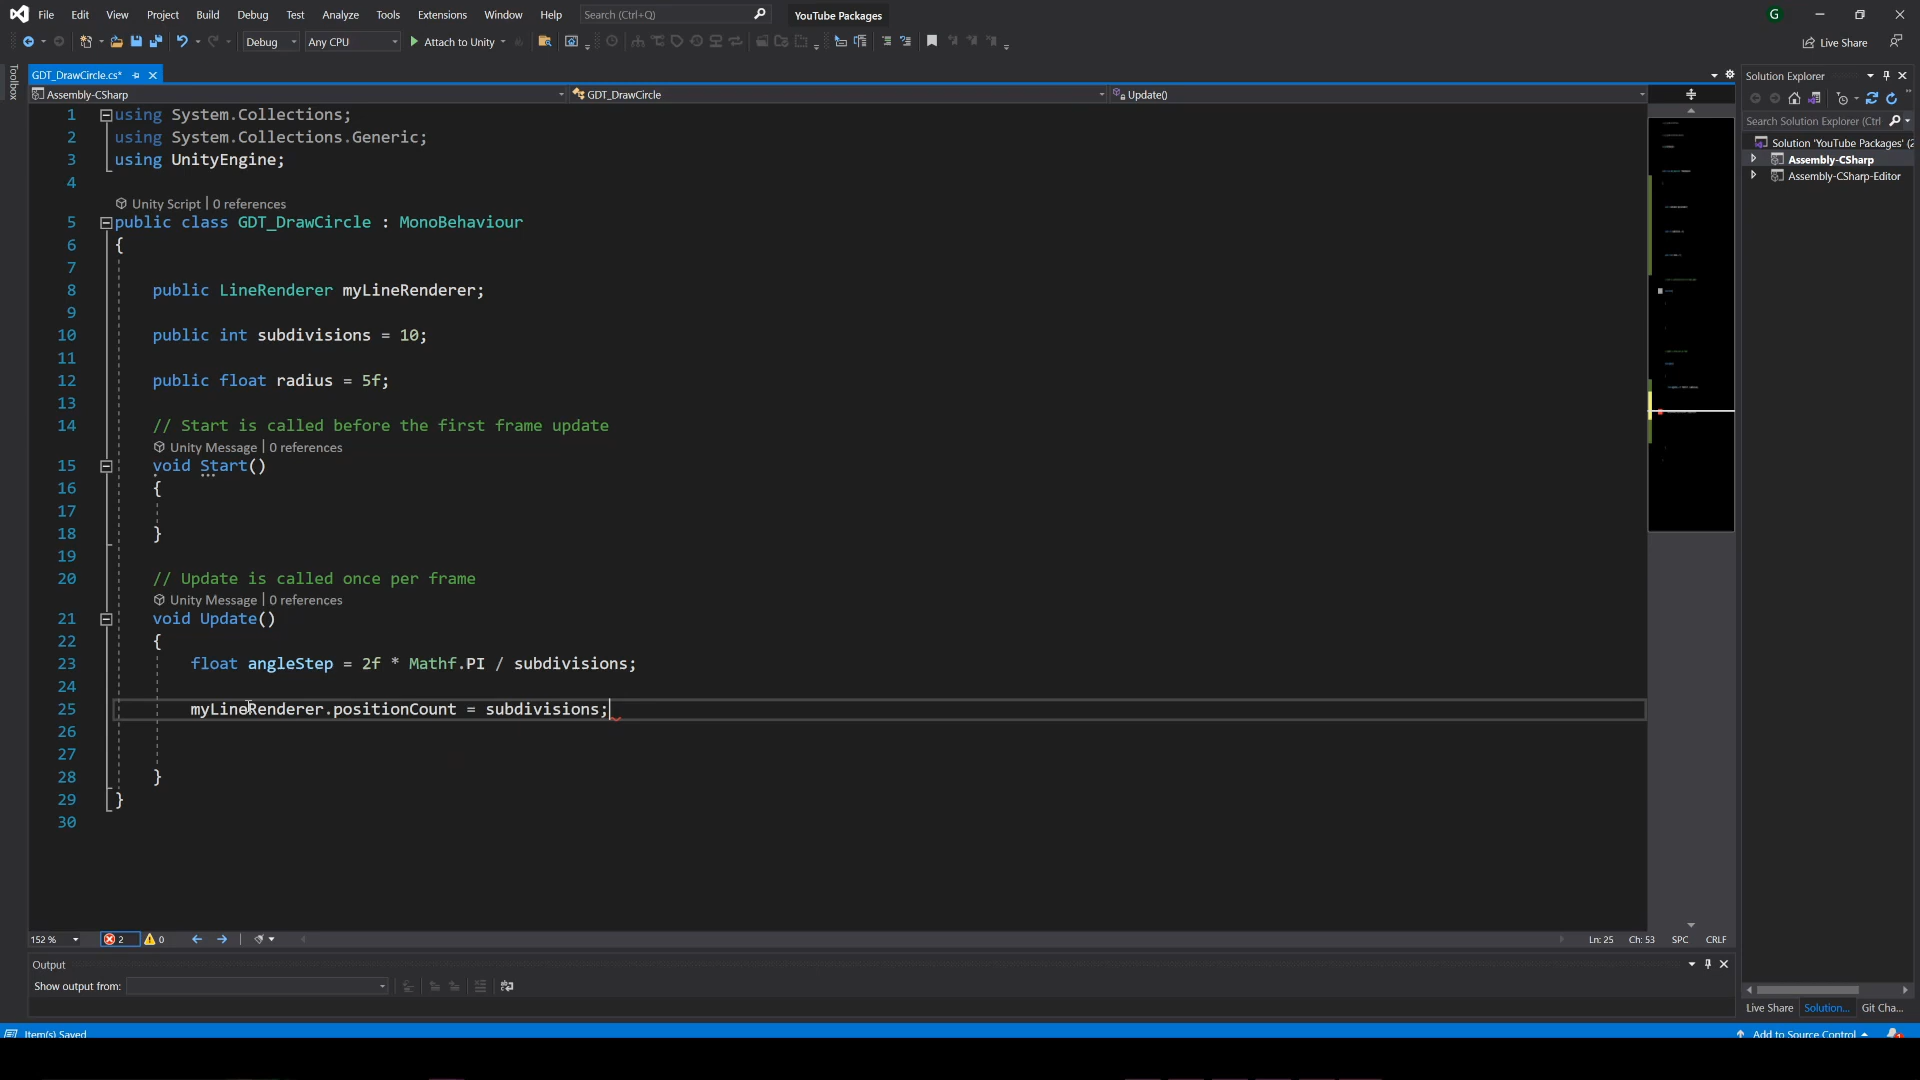 File Edit View Project Build Debug Test Analyze Tools Extensions Window Help Search (Ctrl+Q) YouTube Packages G
Debug Any CPU Attach to Unity Live Share
Toolbox
GDT_DrawCircle.cs*
Assembly-CSharp GDT_DrawCircle Update()
1 using System.Collections;
2 using System.Collections.Generic;
3 using UnityEngine;
4
Unity Script | 0 references
5 public class GDT_DrawCircle : MonoBehaviour
6 {
7
8 public LineRenderer myLineRenderer;
9
10 public int subdivisions = 10;
11
12 public float radius = 5f;
13
14 // Start is called before the first frame update
Unity Message | 0 references
15 void Start()
16 {
17
18 }
19
20 // Update is called once per frame
Unity Message | 0 references
21 void Update()
22 {
23 float angleStep = 2f * Mathf.PI / subdivisions;
24
25 myLineRenderer.positionCount = subdivisions;
26
27
28 }
29 }
30
152 % 2 0 Ln: 25 Ch: 53 SPC CRLF
Output
Show output from:
Item(s) Saved
Solution Explorer
Search Solution Explorer (Ctrl
Solution 'YouTube Packages' (2
Assembly-CSharp
Assembly-CSharp-Editor
Live Share Solution... Git Cha...
Add to Source Control